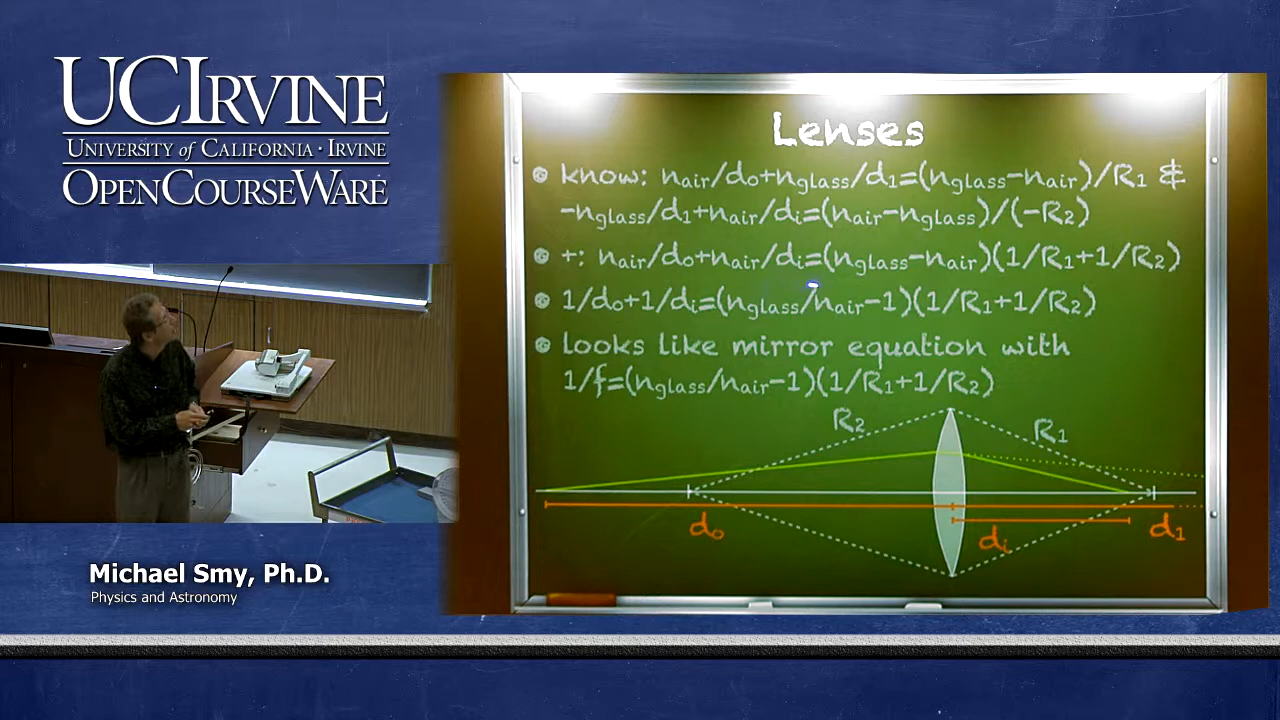 UCIRVINE
UNIVERSITY of CALIFORNIA · IRVINE
OPENCOURSEWARE
Lenses
know: nair/do+nglass/d1=(nglass-nair)/R1 &
-nglass/d1+nair/di=(nair-nglass)/(-R2)
+: nair/do+nair/di=(nglass-nair)(1/R1+1/R2)
1/do+1/di=(nglass/nair-1)(1/R1+1/R2)
looks like mirror equation with
1/f=(nglass/nair-1)(1/R1+1/R2)
R2
R1
do
di
d1
Michael Smy, Ph.D.
Physics and Astronomy